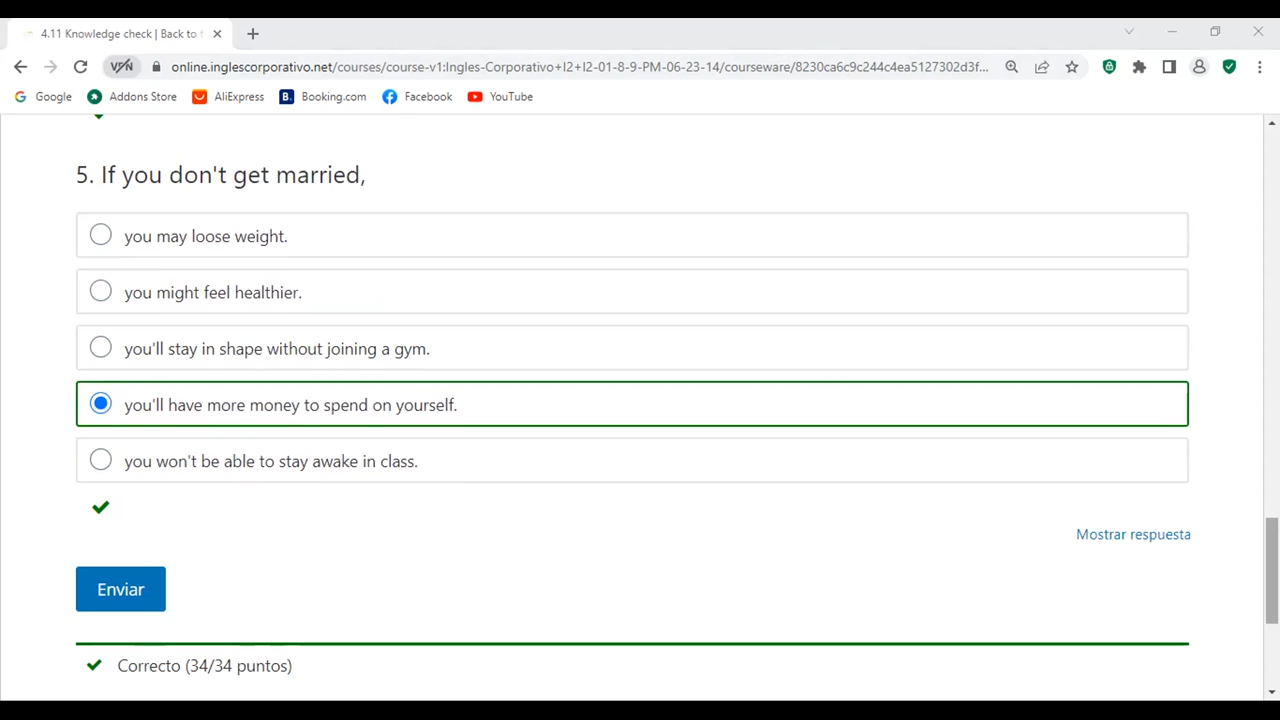 4.11 Knowledge check | Back to
VPN
online.inglescorporativo.net/courses/course-v1:Ingles-Corporativo+I2+I2-01-8-9-PM-06-23-14/courseware/8230ca6c9c244c4ea5127302d3f...
Google Addons Store AliExpress B. Booking.com Facebook YouTube
5. If you don't get married,
you may loose weight.
you might feel healthier.
you'll stay in shape without joining a gym.
you'll have more money to spend on yourself.
you won't be able to stay awake in class.
Mostrar respuesta
Enviar
Correcto (34/34 puntos)